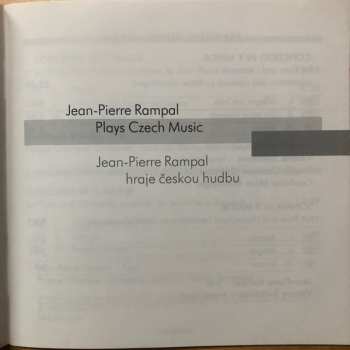 Jean-Pierre Rampal
Plays Czech Music
Jean-Pierre Rampal
hraje českou hudbu